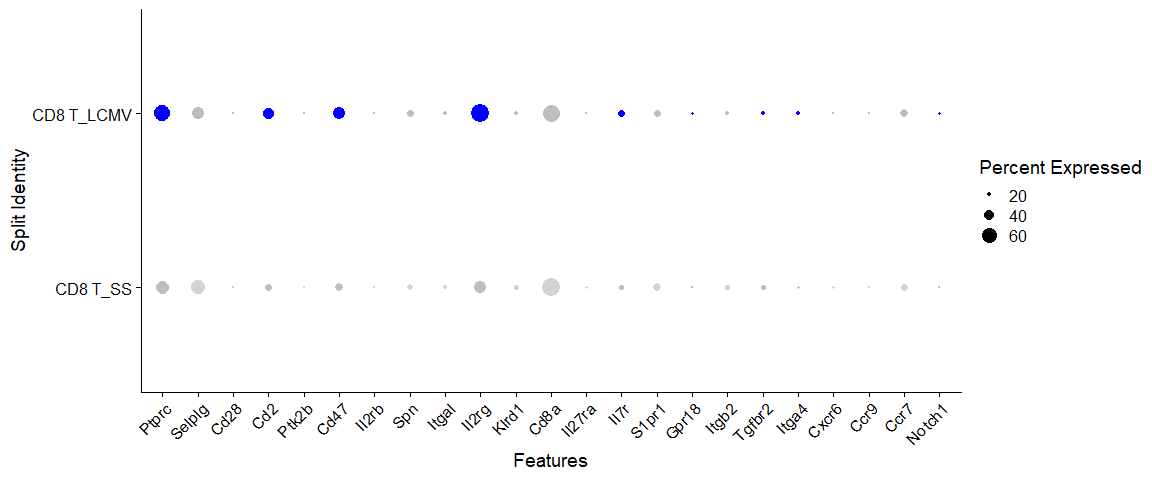 CD8 T_LCMV
CD8 T_SS
Split Identity
Ptprc
Selplg
Cd28
Cd2
Ptk2b
Cd47
Il2rb
Spn
Itgal
Il2rg
Klrd1
Cd8a
Il27ra
Il7r
S1pr1
Gpr18
Itgb2
Tgfbr2
Itga4
Cxcr6
Ccr9
Ccr7
Notch1
Features
Percent Expressed
20
40
60